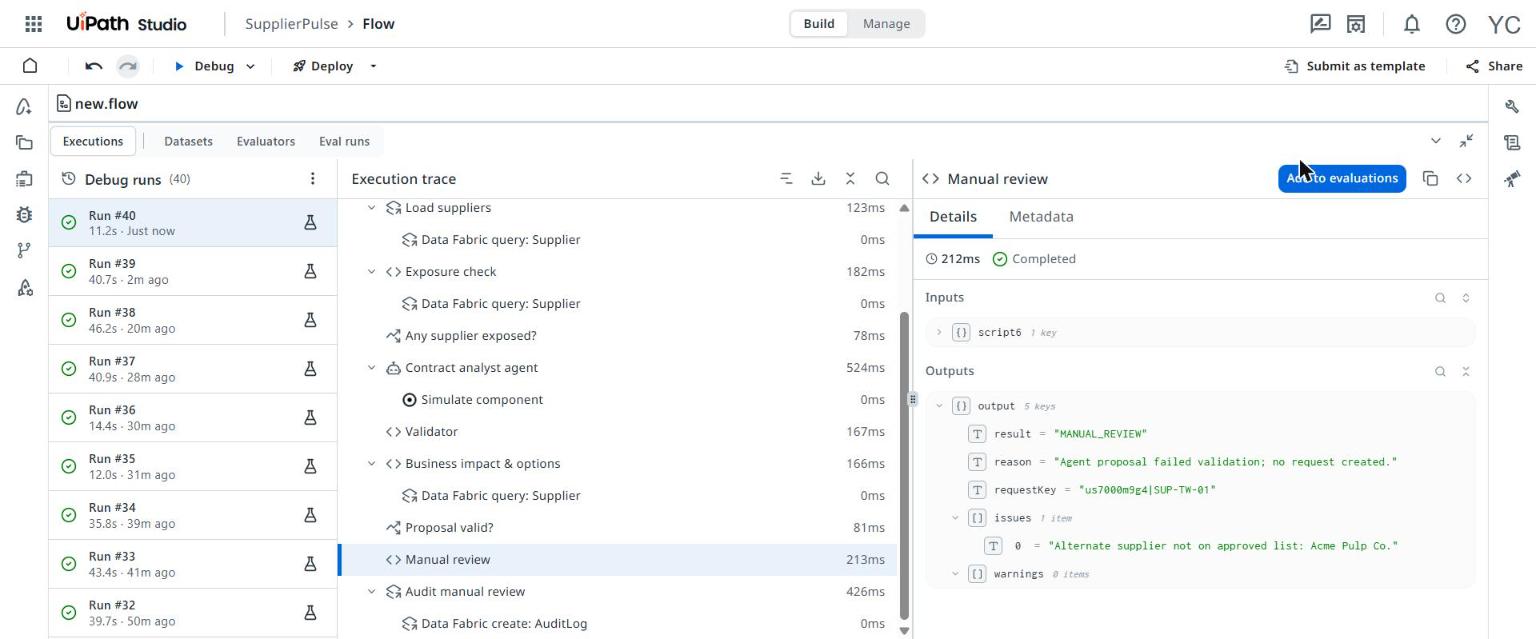 UiPath Studio
SupplierPulse > Flow
Build
Manage
YC
Debug
Deploy
Submit as template
Share
new.flow
Executions
Datasets
Evaluators
Eval runs
Debug runs (40)
Run #40
11.2s · Just now
Run #39
40.7s · 2m ago
Run #38
46.2s · 20m ago
Run #37
40.9s · 28m ago
Run #36
14.4s · 30m ago
Run #35
12.0s · 31m ago
Run #34
35.8s · 39m ago
Run #33
43.4s · 41m ago
Run #32
39.7s · 50m ago
Execution trace
Load suppliers 123ms
Data Fabric query: Supplier 0ms
Exposure check 182ms
Data Fabric query: Supplier 0ms
Any supplier exposed? 78ms
Contract analyst agent 524ms
Simulate component 0ms
Validator 167ms
Business impact & options 166ms
Data Fabric query: Supplier 0ms
Proposal valid? 81ms
Manual review 213ms
Audit manual review 426ms
Data Fabric create: AuditLog 0ms
<> Manual review
Add to evaluations
Details
Metadata
212ms Completed
Inputs
{} script6 1 key
Outputs
{} output 5 keys
T result = "MANUAL_REVIEW"
T reason = "Agent proposal failed validation; no request created."
T requestKey = "us7000m9g4|SUP-TW-01"
[] issues 1 item
T 0 = "Alternate supplier not on approved list: Acme Pulp Co."
[] warnings 0 items